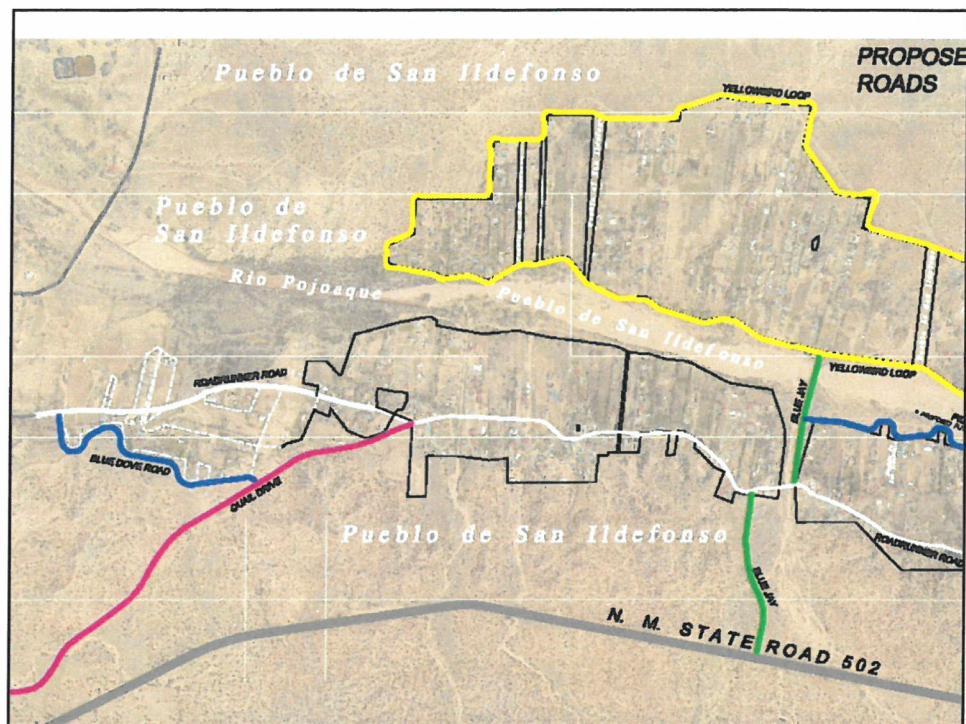 PROPOSE
ROADS
Pueblo de San Ildefonso
YELLOWBIRD LOOP
Pueblo de
San Ildefonso
Rio Pojoaque
Pueblo de San Ildefonso
ROADRUNNER ROAD
YELLOWBIRD LOOP
BLUE JAY
BLUE DOVE ROAD
QUAIL DRIVE
Pueblo de San Ildefonso
ROADRUNNER ROAD
BLUE JAY
N. M. STATE ROAD 502